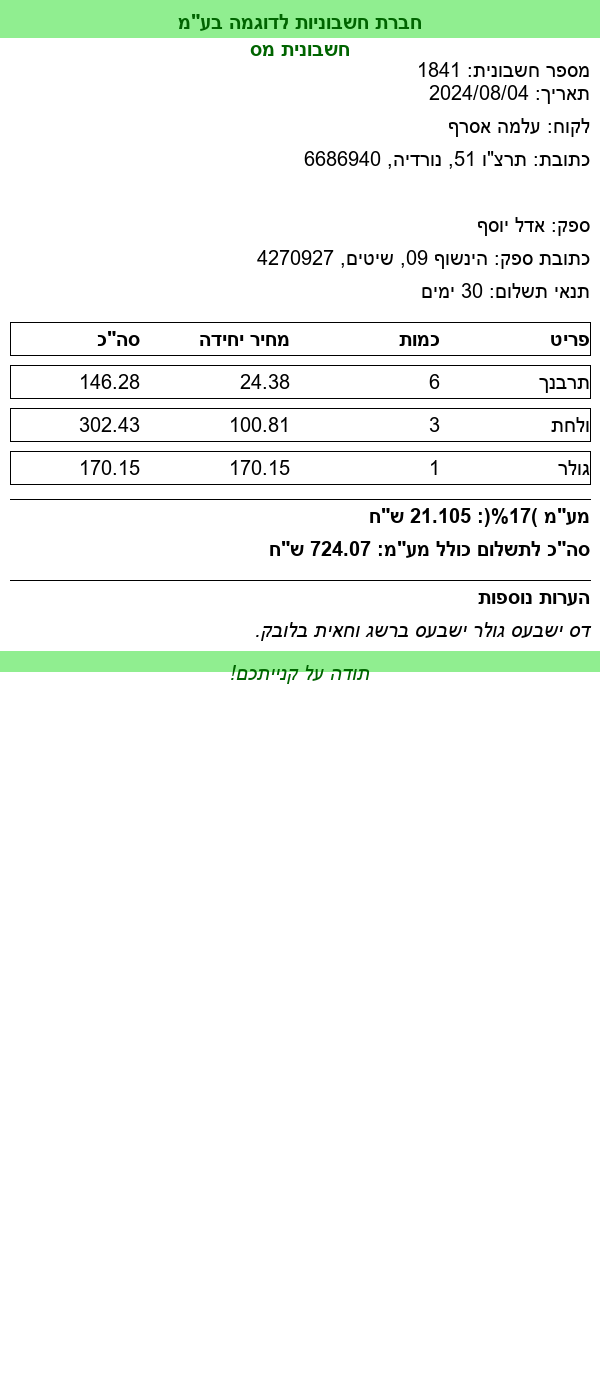 חברת חשבוניות לדוגמה בע"מ
חשבונית מס
מספר חשבונית: 1841
תאריך: 2024/08/04
לקוח: עלמה אסרף
כתובת: תרצ"ו 51, נורדיה, 6686940
ספק: אדל יוסף
כתובת ספק: הינשוף 09, שיטים, 4270927
תנאי תשלום: 30 ימים
פריט כמות מחיר יחידה סה"כ
תרבנך 6 24.38 146.28
ולחת 3 100.81 302.43
גולר 1 170.15 170.15
מע"מ )17%(: 21.105 ש"ח
סה"כ לתשלום כולל מע"מ: 724.07 ש"ח
הערות נוספות
דס ישבעס גולר ישבעס ברשג וחאית בלובק.
תודה על קנייתכם!